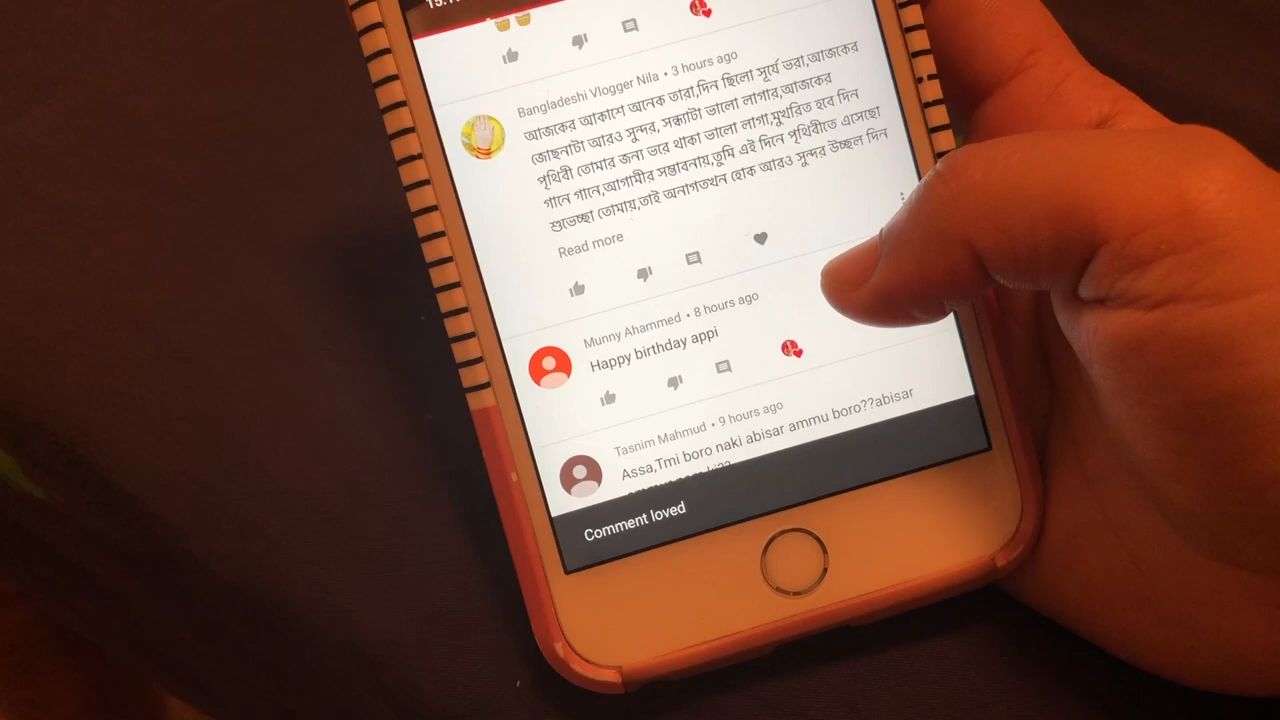 Bangladeshi Vlogger Nila • 3 hours ago
আজকের আকাশে অনেক তারা,দিন ছিলো সূর্যে ভরা,আজকের
জোছনাটা আরও সুন্দর, সন্ধ্যাটা ভালো লাগার,আজকের
পৃথিবী তোমার জন্য ভরে থাকা ভালো লাগা,মুখরিত হবে দিন
গানে গানে,আগামীর সম্ভাবনায়,তুমি এই দিনে পৃথিবীতে এসেছো
শুভেচ্ছা তোমায়,তাই অনাগতখন হোক আরও সুন্দর উচ্ছল দিন
Read more
Munny Ahammed • 8 hours ago
Happy birthday appi
Tasnim Mahmud • 9 hours ago
Assa,Tmi boro naki abisar ammu boro??abisar
Comment loved